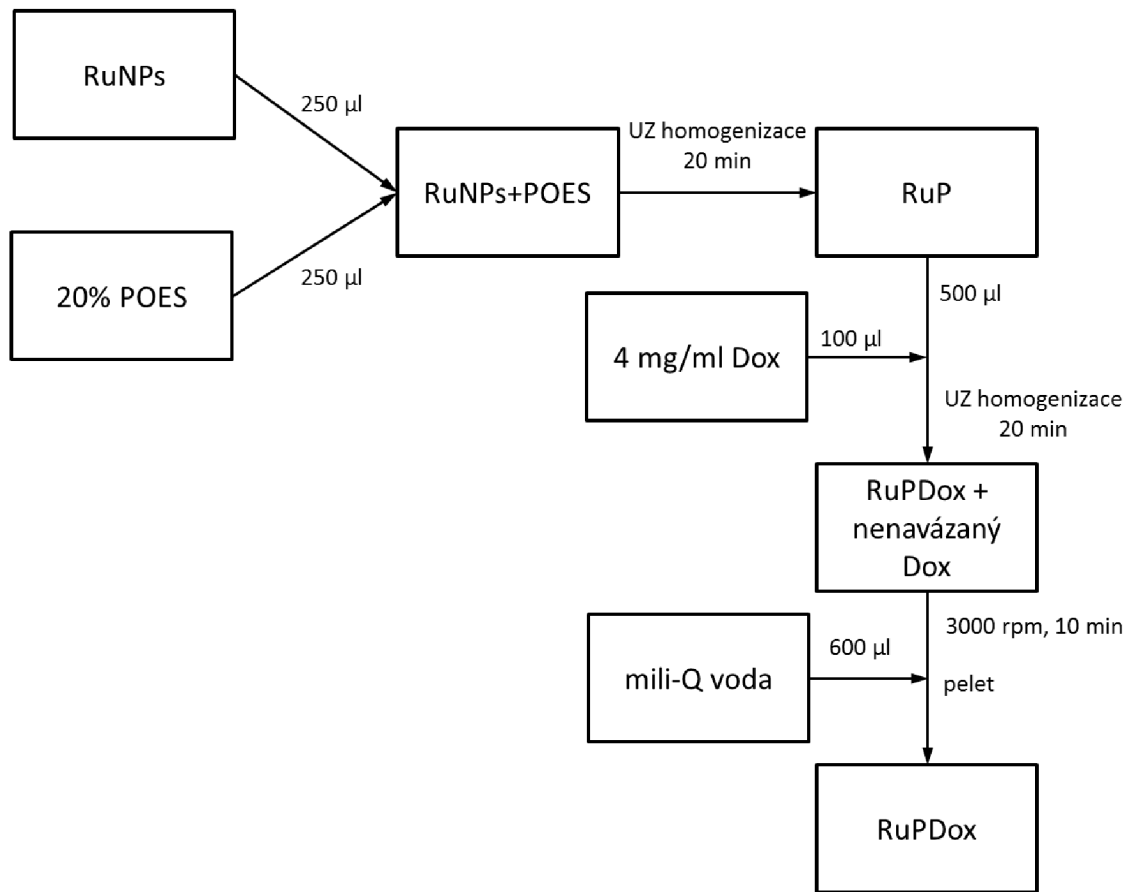 RuNPs
250 µl
20% POES
250 µl
RuNPs+POES
UZ homogenizace
20 min
RuP
500 µl
4 mg/ml Dox
100 µl
UZ homogenizace
20 min
RuPDox +
nenavázaný
Dox
3000 rpm, 10 min
mili-Q voda
600 µl
pelet
RuPDox